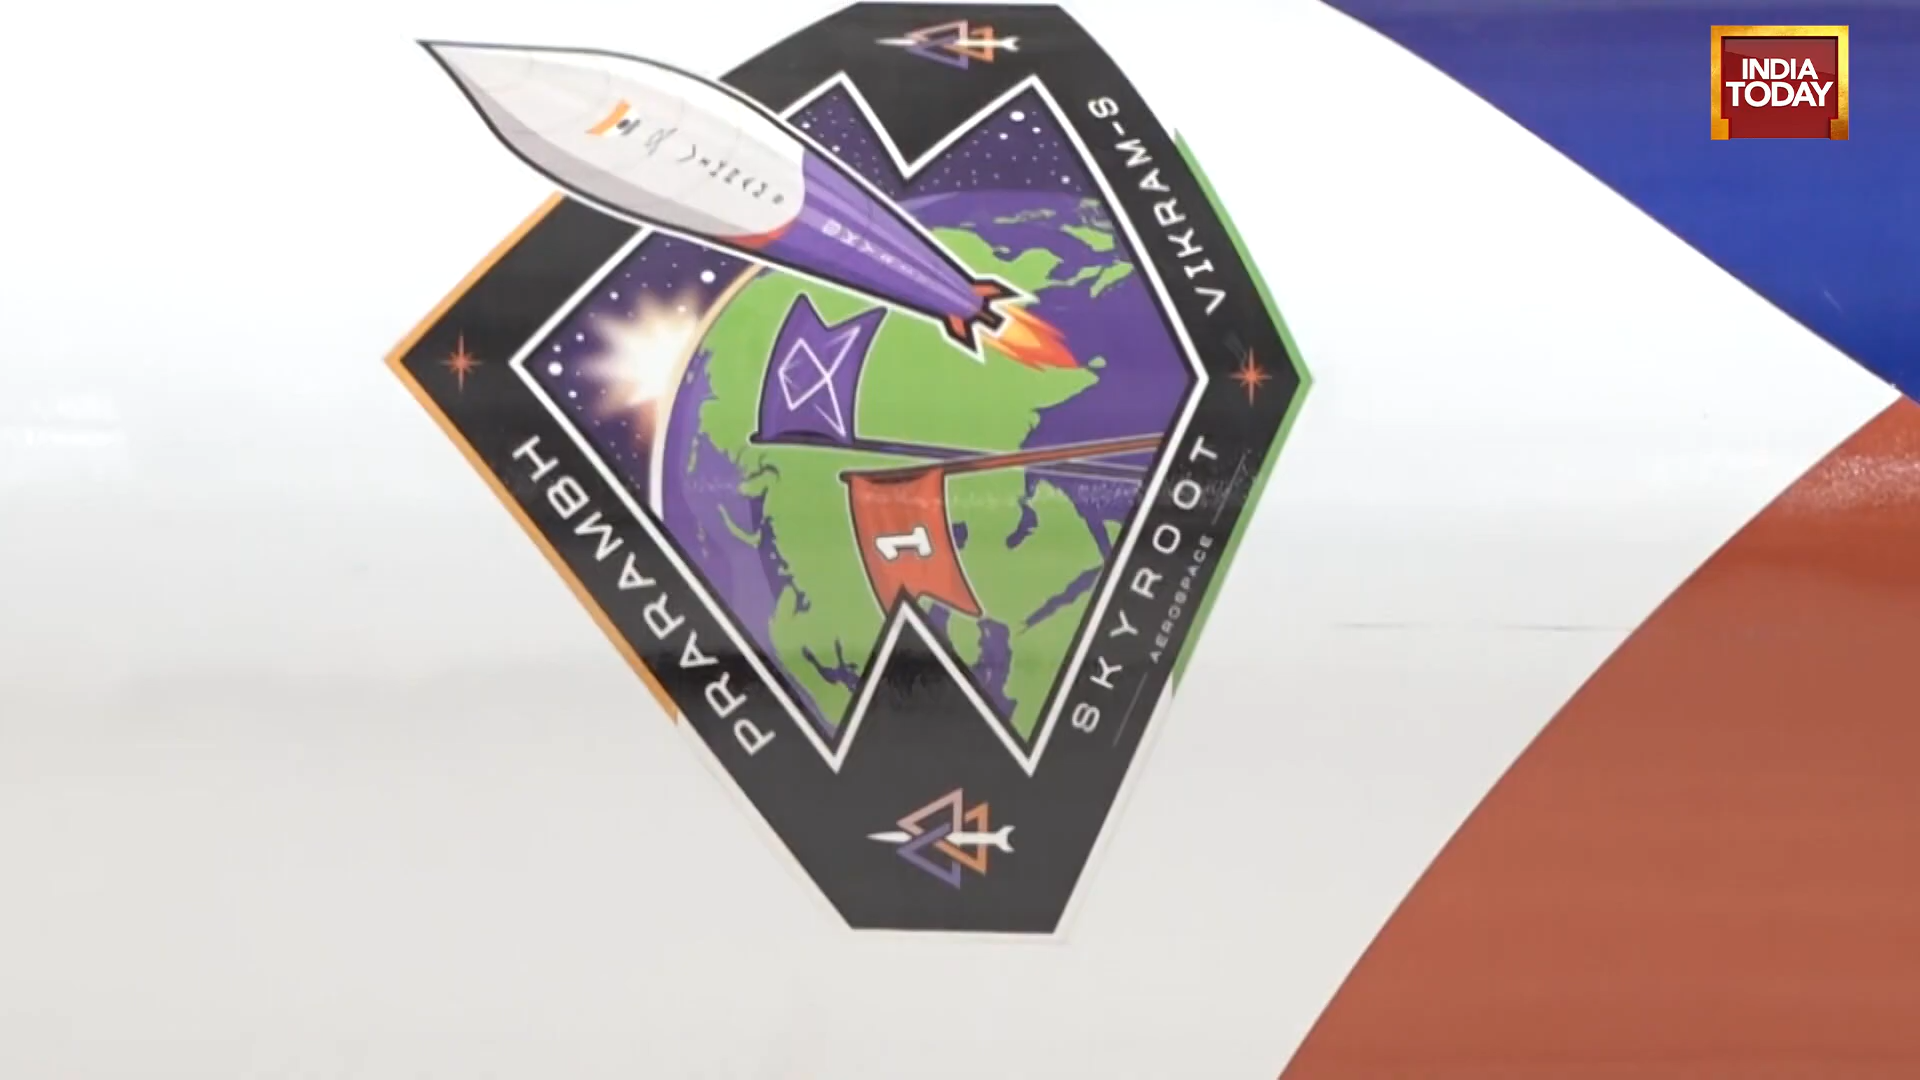 INDIA
TODAY
VIKRAM-S
PRARAMBH
SKYROOT
AEROSPACE
1